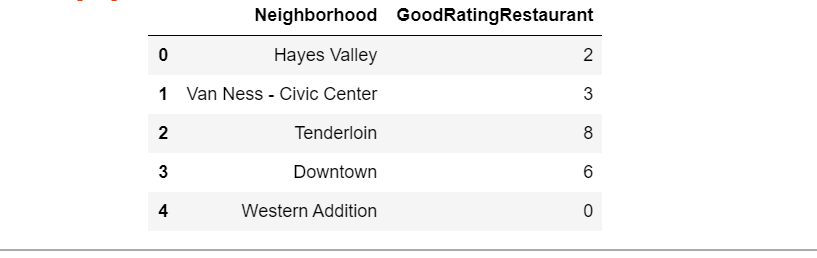 Neighborhood GoodRatingRestaurant
0 Hayes Valley 2
1 Van Ness - Civic Center 3
2 Tenderloin 8
3 Downtown 6
4 Western Addition 0